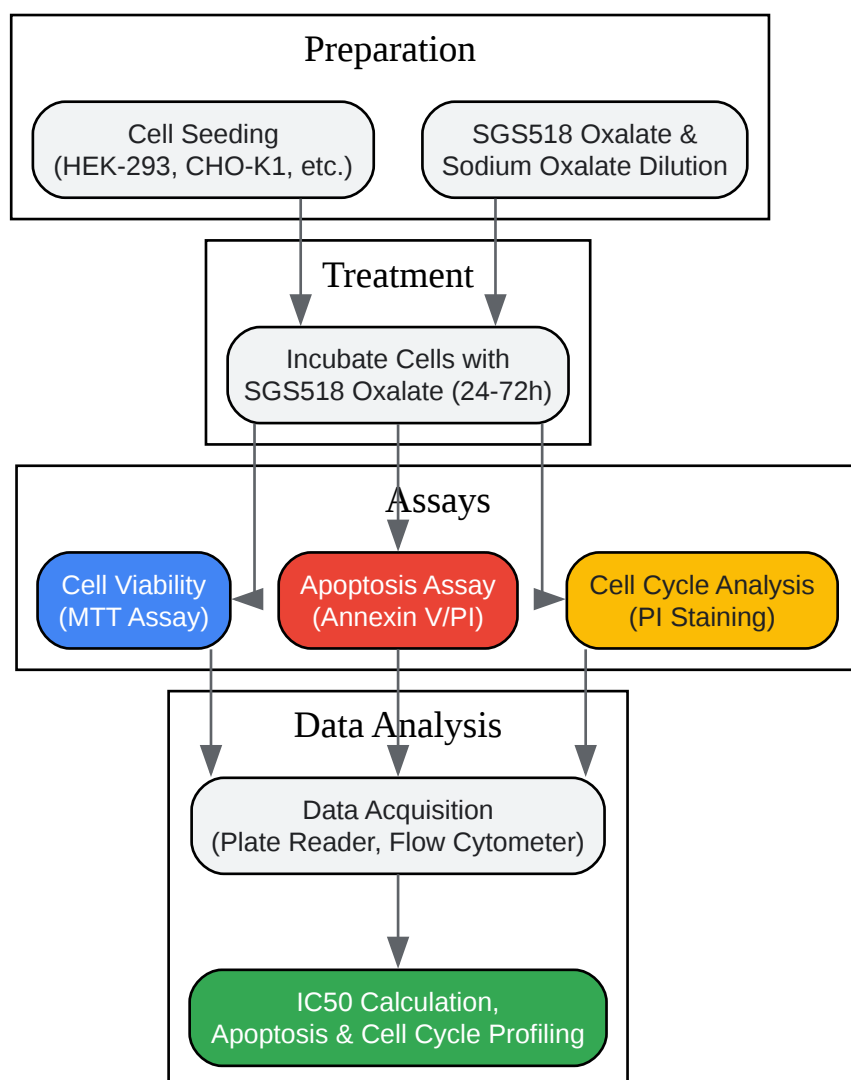 Preparation
Cell Seeding
(HEK-293, CHO-K1, etc.)
SGS518 Oxalate &
Sodium Oxalate Dilution
Treatment
Incubate Cells with
SGS518 Oxalate (24-72h)
Assays
Cell Viability
(MTT Assay)
Apoptosis Assay
(Annexin V/PI)
Cell Cycle Analysis
(PI Staining)
Data Analysis
Data Acquisition
(Plate Reader, Flow Cytometer)
IC50 Calculation,
Apoptosis & Cell Cycle Profiling